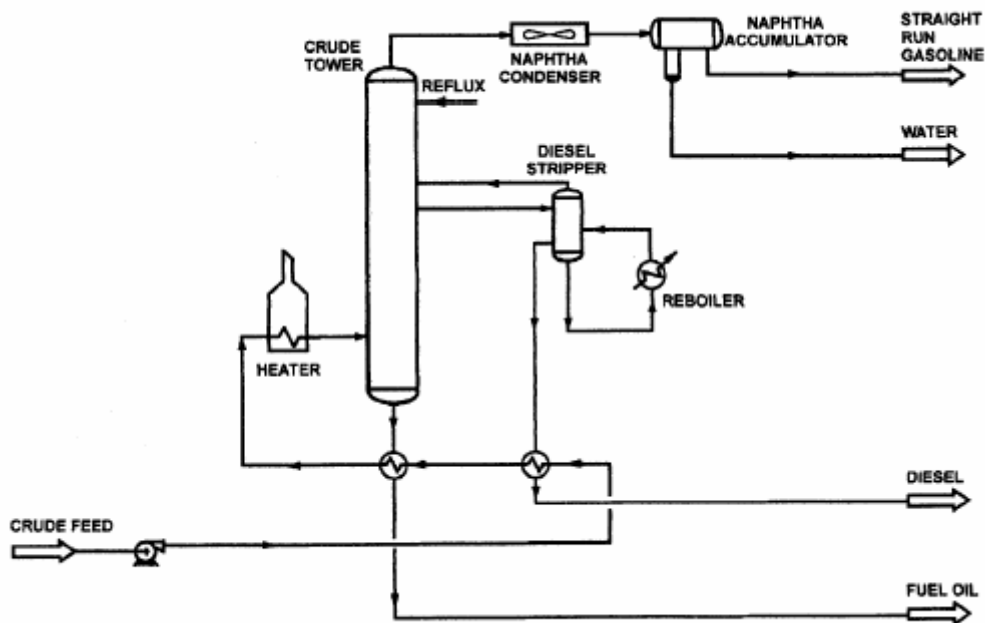 CRUDE
TOWER
NAPHTHA
CONDENSER
NAPHTHA
ACCUMULATOR
STRAIGHT
RUN
GASOLINE
REFLUX
WATER
DIESEL
STRIPPER
REBOILER
HEATER
DIESEL
CRUDE FEED
FUEL OIL